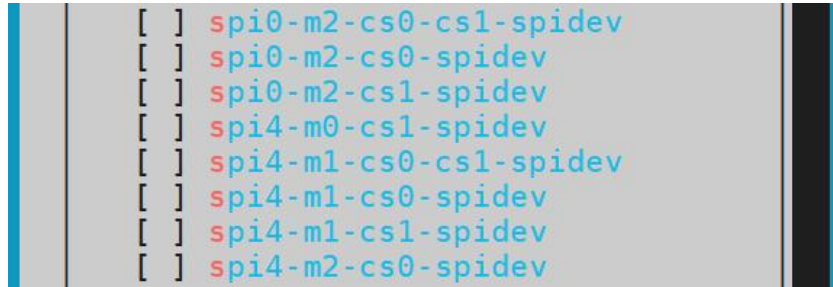 [ ] spi0-m2-cs0-cs1-spidev
[ ] spi0-m2-cs0-spidev
[ ] spi0-m2-cs1-spidev
[ ] spi4-m0-cs1-spidev
[ ] spi4-m1-cs0-cs1-spidev
[ ] spi4-m1-cs0-spidev
[ ] spi4-m1-cs1-spidev
[ ] spi4-m2-cs0-spidev